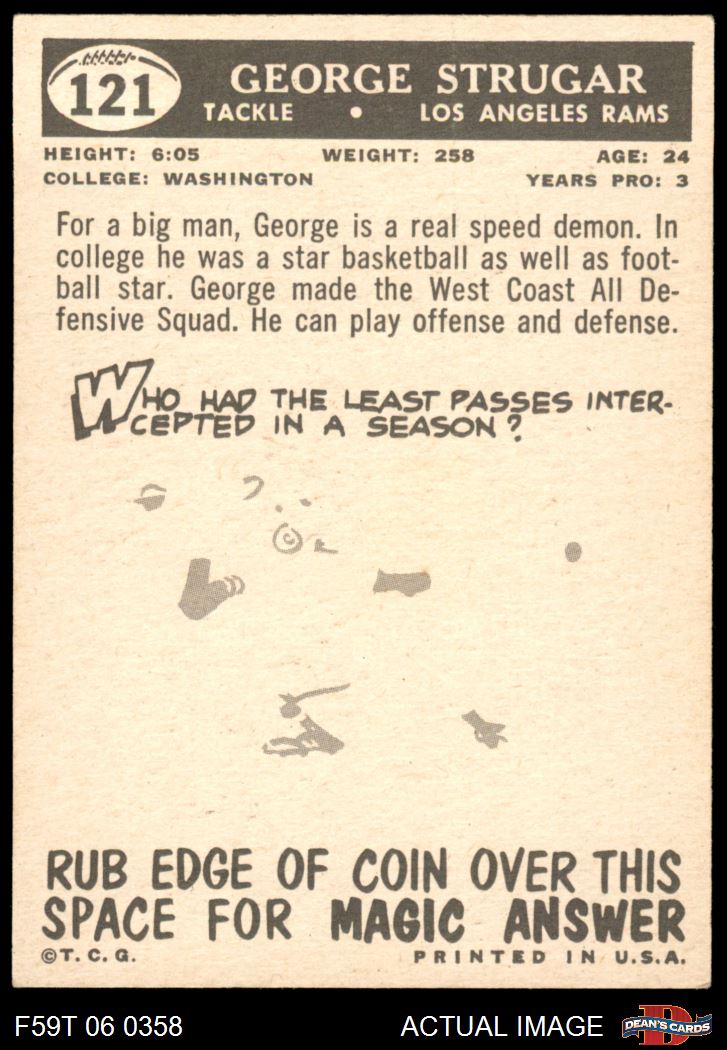 121
GEORGE STRUGAR
TACKLE • LOS ANGELES RAMS
HEIGHT: 6:05 WEIGHT: 258 AGE: 24
COLLEGE: WASHINGTON YEARS PRO: 3
For a big man, George is a real speed demon. In
college he was a star basketball as well as foot-
ball star. George made the West Coast All De-
fensive Squad. He can play offense and defense.
WHO HAD THE LEAST PASSES INTER-
CEPTED IN A SEASON?
RUB EDGE OF COIN OVER THIS
SPACE FOR MAGIC ANSWER
©T.C.G. PRINTED IN U.S.A.
F59T 06 0358 ACTUAL IMAGE D DEAN'S CARDS